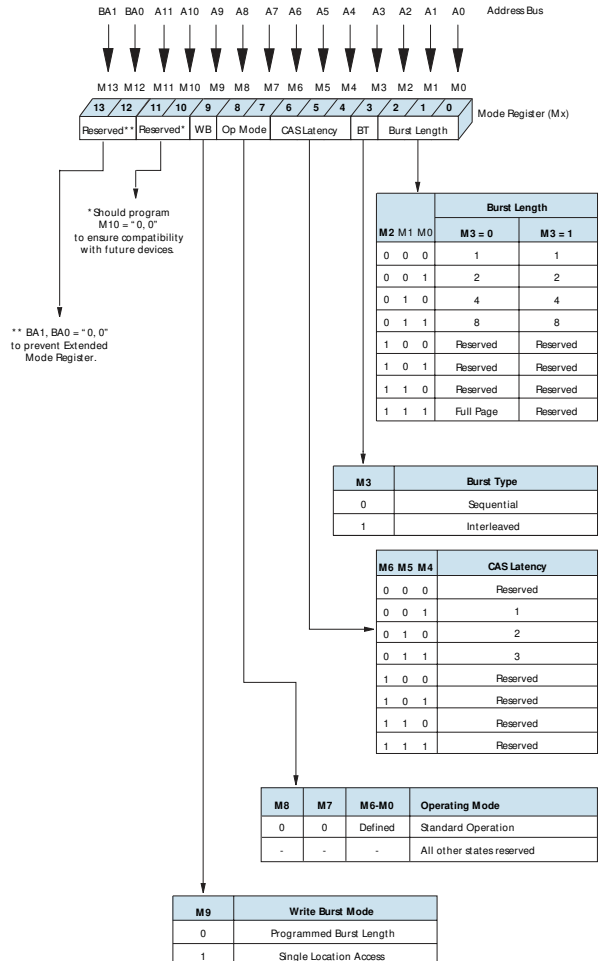 BA1 BA0 A11 A10 A9 A8 A7 A6 A5 A4 A3 A2 A1 A0 Address Bus
M13 M12 M11 M10 M9 M8 M7 M6 M5 M4 M3 M2 M1 M0
13 12 11 10 9 8 7 6 5 4 3 2 1 0
Mode Register (Mx)
Reserved** Reserved* WB Op Mode CAS Latency BT Burst Length
*Should program
M10 = "0, 0"
to ensure compatibility
with future devices.
** BA1, BA0 = "0, 0"
to prevent Extended
Mode Register.
Burst Length
M2 M1 M0 M3 = 0 M3 = 1
0 0 0 1 1
0 0 1 2 2
0 1 0 4 4
0 1 1 8 8
1 0 0 Reserved Reserved
1 0 1 Reserved Reserved
1 1 0 Reserved Reserved
1 1 1 Full Page Reserved
M3 Burst Type
0 Sequential
1 Interleaved
M6 M5 M4 CAS Latency
0 0 0 Reserved
0 0 1 1
0 1 0 2
0 1 1 3
1 0 0 Reserved
1 0 1 Reserved
1 1 0 Reserved
1 1 1 Reserved
M8 M7 M6-M0 Operating Mode
0 0 Defined Standard Operation
- - - All other states reserved
M9 Write Burst Mode
0 Programmed Burst Length
1 Single Location Access